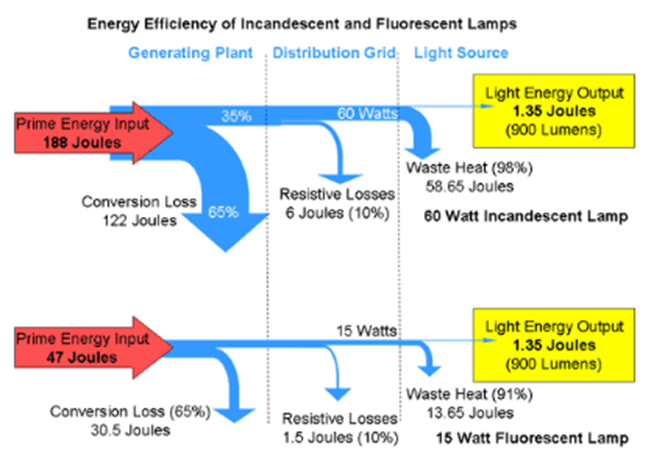 Energy Efficiency of Incandescent and Fluorescent Lamps
Generating Plant
Distribution Grid
Light Source
Prime Energy Input
188 Joules
35%
60 Watts
Light Energy Output
1.35 Joules
(900 Lumens)
Conversion Loss
122 Joules
65%
Resistive Losses
6 Joules (10%)
Waste Heat (98%)
58.65 Joules
60 Watt Incandescent Lamp
Prime Energy Input
47 Joules
15 Watts
Light Energy Output
1.35 Joules
(900 Lumens)
Conversion Loss (65%)
30.5 Joules
Resistive Losses
1.5 Joules (10%)
Waste Heat (91%)
13.65 Joules
15 Watt Fluorescent Lamp